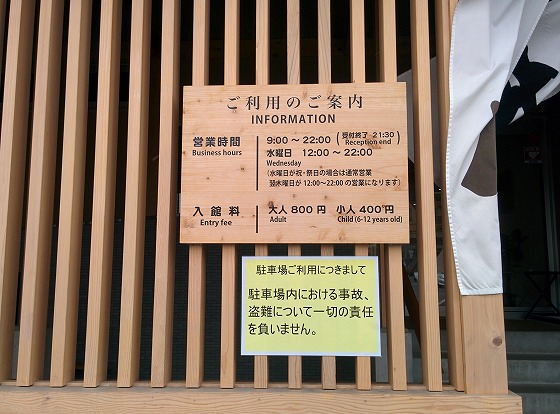 ご利用のご案内
INFORMATION
営業時間 9:00 ～ 22:00 (受付終了 21:30
Business hours Reception end)
水曜日 12:00 ～ 22:00
Wednesday
(水曜日が祝・祭日の場合は通常営業
翌木曜日が 12:00～22:00 の営業になります)
入館料 大人 800 円 小人 400 円
Entry fee Adult Child (6-12 years old)
駐車場ご利用につきまして
駐車場内における事故、
盗難について一切の責任
を負いません。